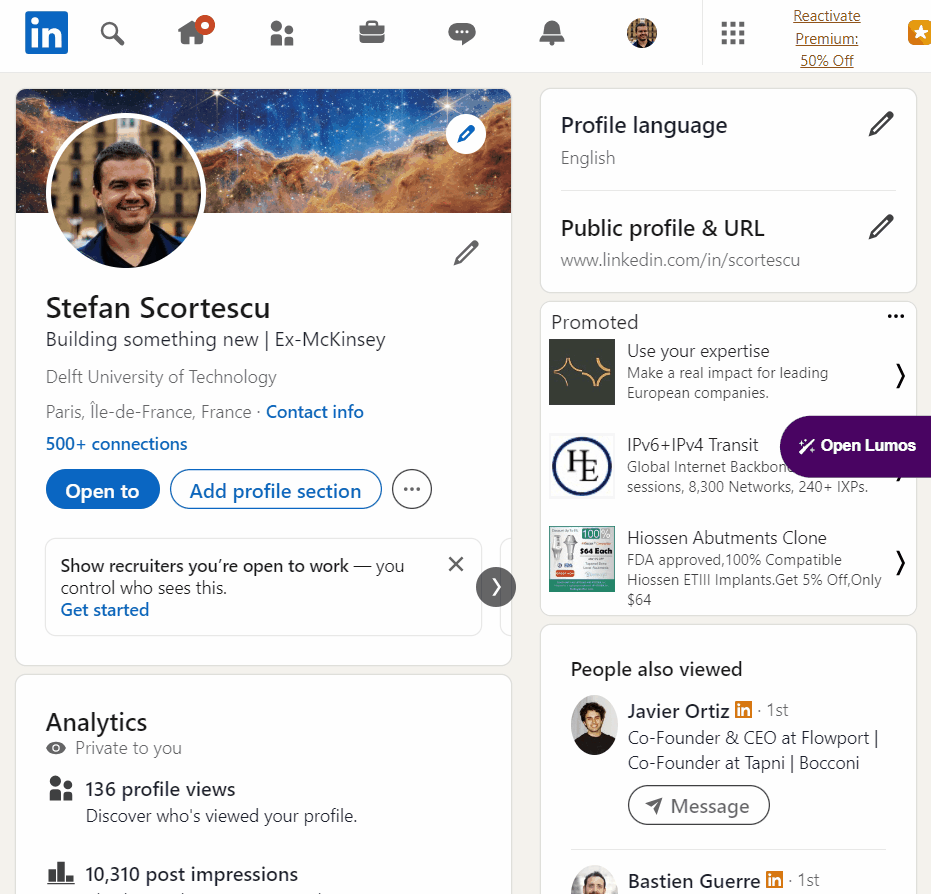 in
Reactivate
Premium:
50% Off
Stefan Scortescu
Building something new | Ex-McKinsey
Delft University of Technology
Paris, Île-de-France, France · Contact info
500+ connections
Open to
Add profile section
Show recruiters you’re open to work — you
control who sees this.
Get started
Analytics
Private to you
136 profile views
Discover who's viewed your profile.
10,310 post impressions
Profile language
English
Public profile & URL
www.linkedin.com/in/scortescu
Promoted
Use your expertise
Make a real impact for leading
European companies.
HE
IPv6+IPv4 Transit
Global Internet Backbone
sessions, 8,300 Networks, 240+ IXPs.
Open Lumos
100%
$64 Each
Hiossen Abutments Clone
FDA approved,100% Compatible
Hiossen ETIII Implants.Get 5% Off,Only
$64
People also viewed
Javier Ortiz in · 1st
Co-Founder & CEO at Flowport |
Co-Founder at Tapni | Bocconi
Message
Bastien Guerre in · 1st